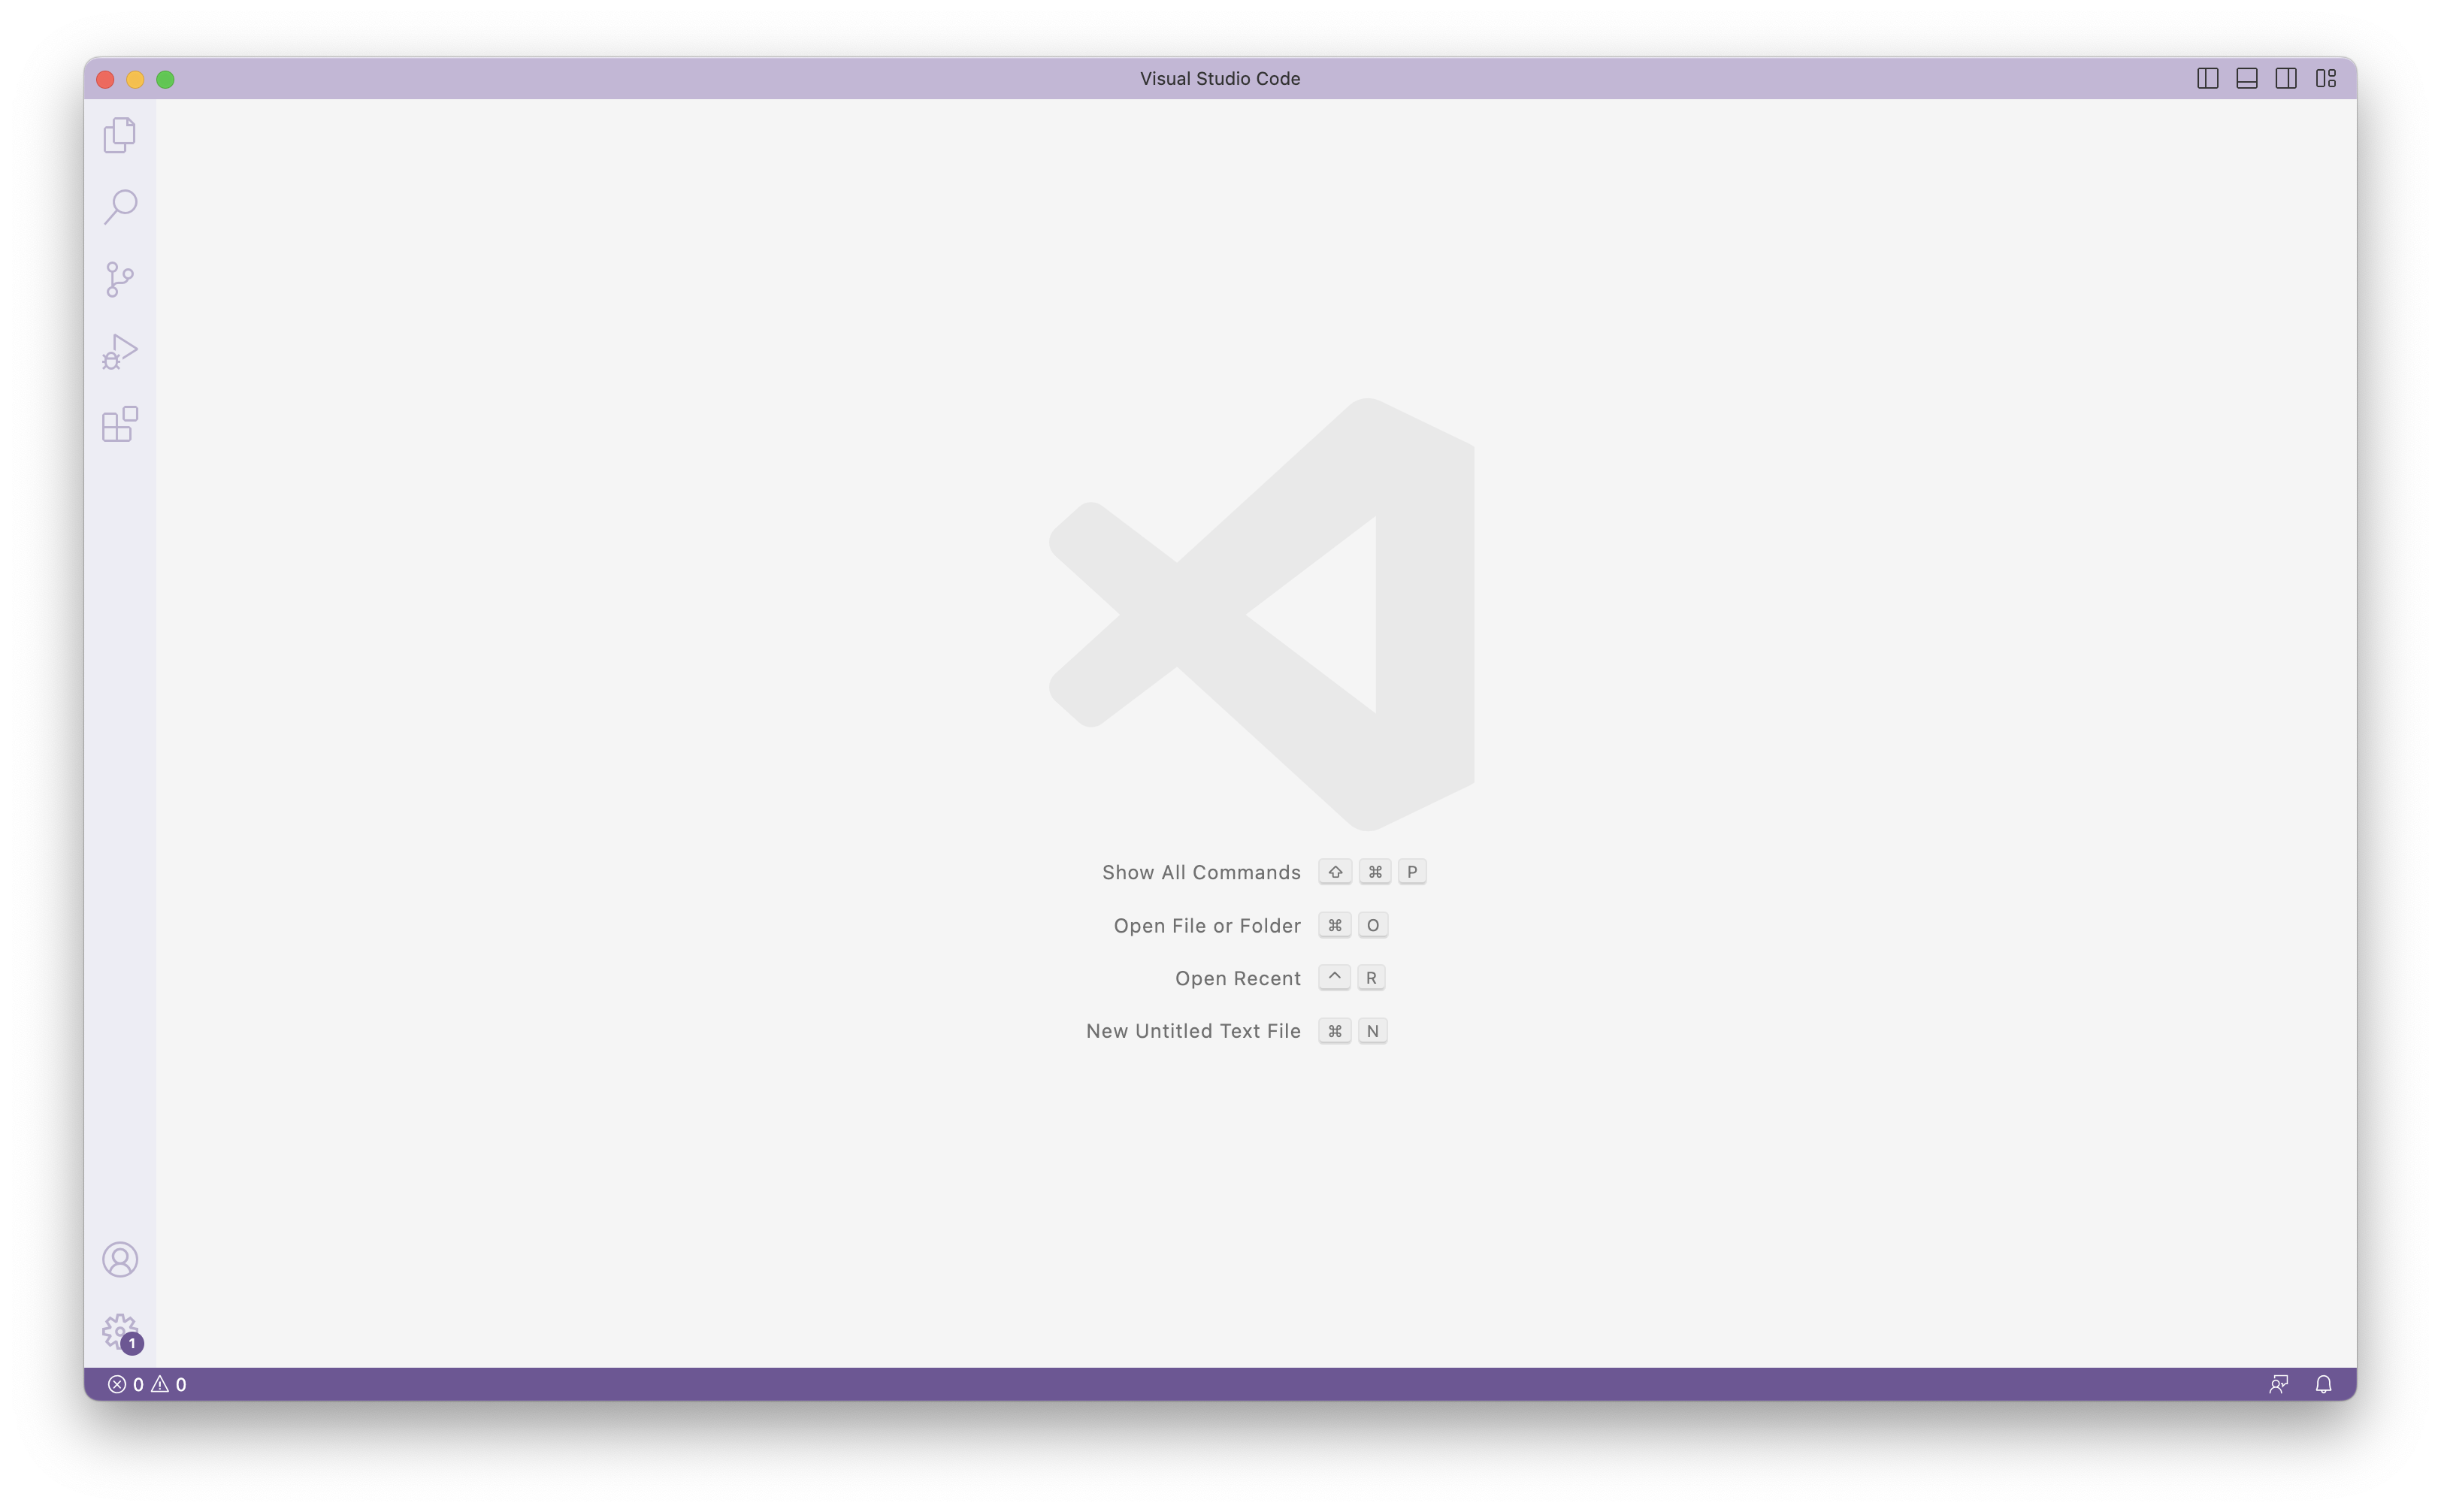 Visual Studio Code
Show All Commands ⇧ ⌘ P
Open File or Folder ⌘ O
Open Recent ^ R
New Untitled Text File ⌘ N
1
0 0